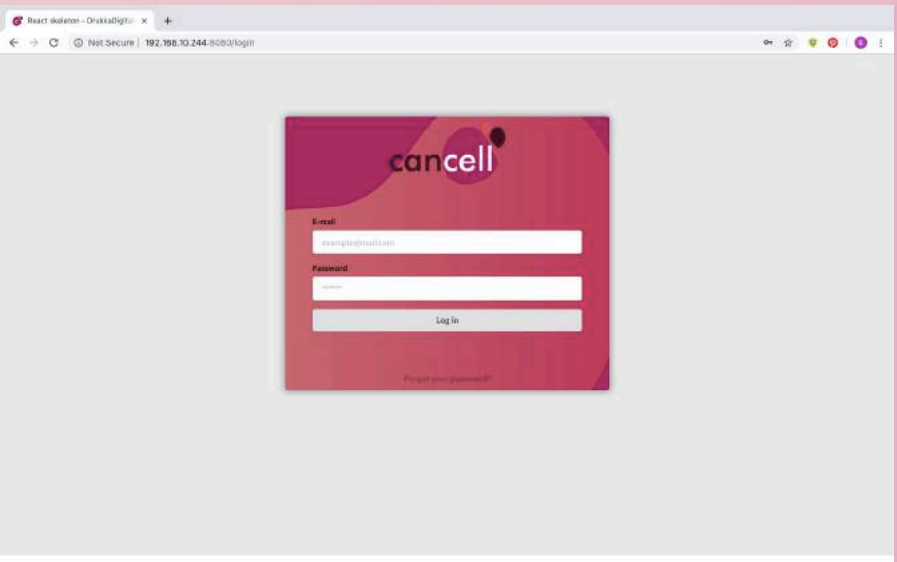 React skeleton - DrukkaDigital
Not Secure | 192.168.10.244:8080/login
cancell
E-mail
example@mail.com
Password
Log in
Forgot your password?